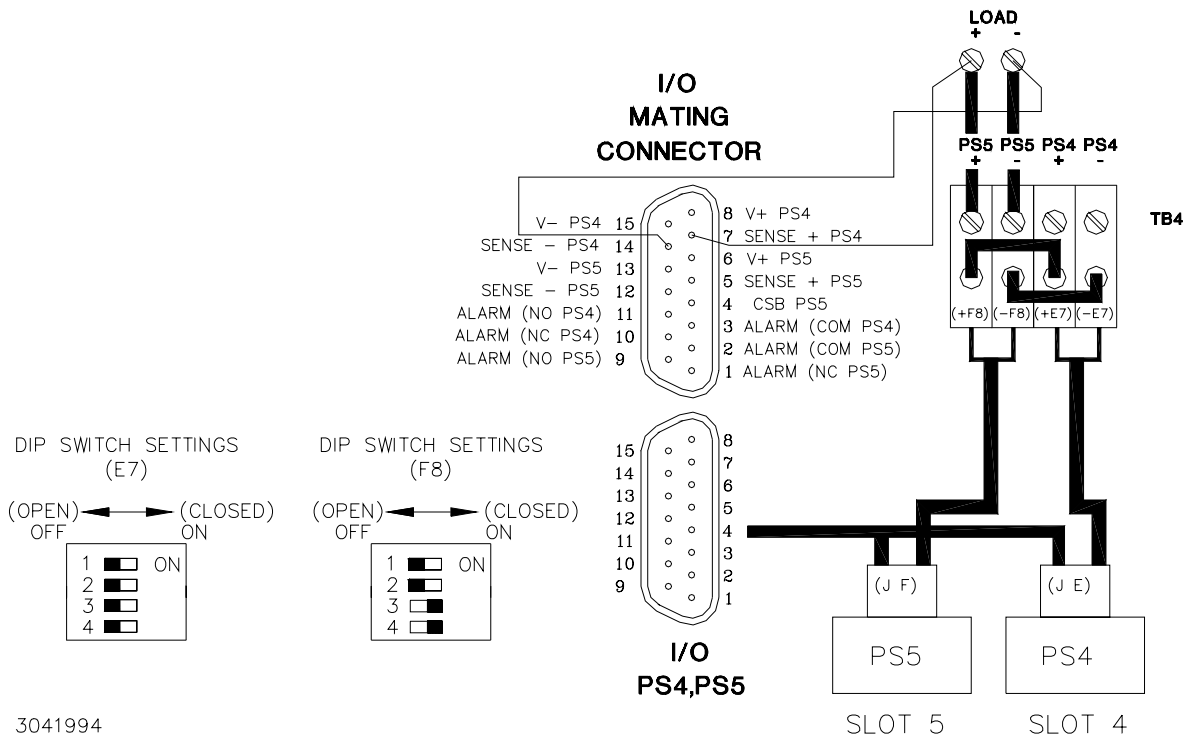 LOAD
+ -
I/O
MATING
CONNECTOR
PS5 PS5 PS4 PS4
+ - + -
TB4
V- PS4 15
SENSE - PS4 14
V- PS5 13
SENSE - PS5 12
ALARM (NO PS4) 11
ALARM (NC PS4) 10
ALARM (NO PS5) 9
8 V+ PS4
7 SENSE + PS4
6 V+ PS5
5 SENSE + PS5
4 CSB PS5
3 ALARM (COM PS4)
2 ALARM (COM PS5)
1 ALARM (NC PS5)
(+F8) (-F8) (+E7) (-E7)
DIP SWITCH SETTINGS
(E7)
(OPEN) (CLOSED)
OFF ON
1 ON
2
3
4
DIP SWITCH SETTINGS
(F8)
(OPEN) (CLOSED)
OFF ON
1 ON
2
3
4
15
14
13
12
11
10
9
8
7
6
5
4
3
2
1
I/O
PS4,PS5
(J F)
PS5
SLOT 5
(J E)
PS4
SLOT 4
3041994